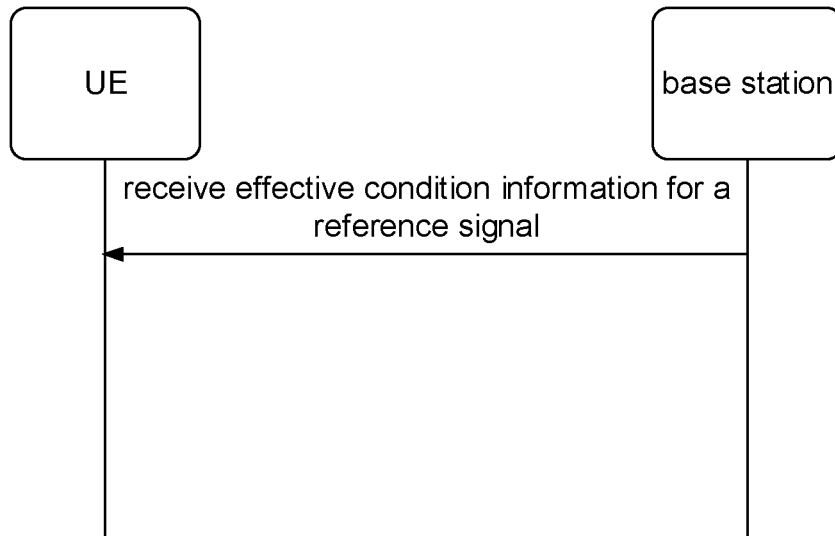 UE
base station
receive effective condition information for a
reference signal